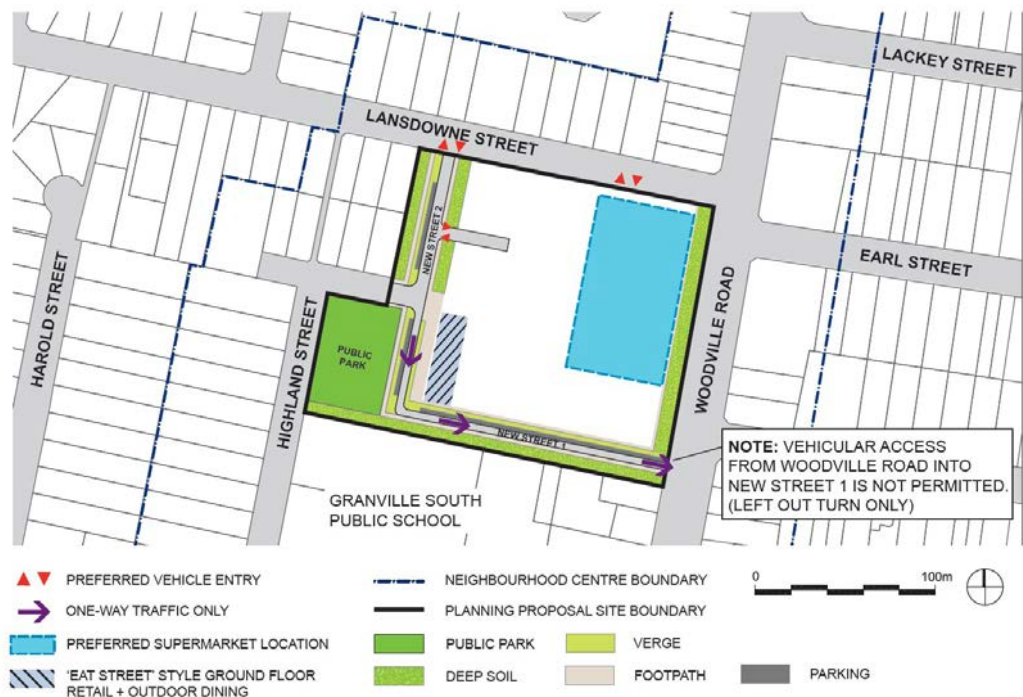 LACKEY STREET
LANSDOWNE STREET
NEW STREET 2
EARL STREET
HAROLD STREET
HIGHLAND STREET
WOODVILLE ROAD
PUBLIC
PARK
NEW STREET 1
NOTE: VEHICULAR ACCESS
FROM WOODVILLE ROAD INTO
NEW STREET 1 IS NOT PERMITTED.
(LEFT OUT TURN ONLY)
GRANVILLE SOUTH
PUBLIC SCHOOL
PREFERRED VEHICLE ENTRY
ONE-WAY TRAFFIC ONLY
PREFERRED SUPERMARKET LOCATION
'EAT STREET' STYLE GROUND FLOOR
RETAIL + OUTDOOR DINING
NEIGHBOURHOOD CENTRE BOUNDARY
PLANNING PROPOSAL SITE BOUNDARY
PUBLIC PARK
VERGE
DEEP SOIL
FOOTPATH
PARKING
0 100m